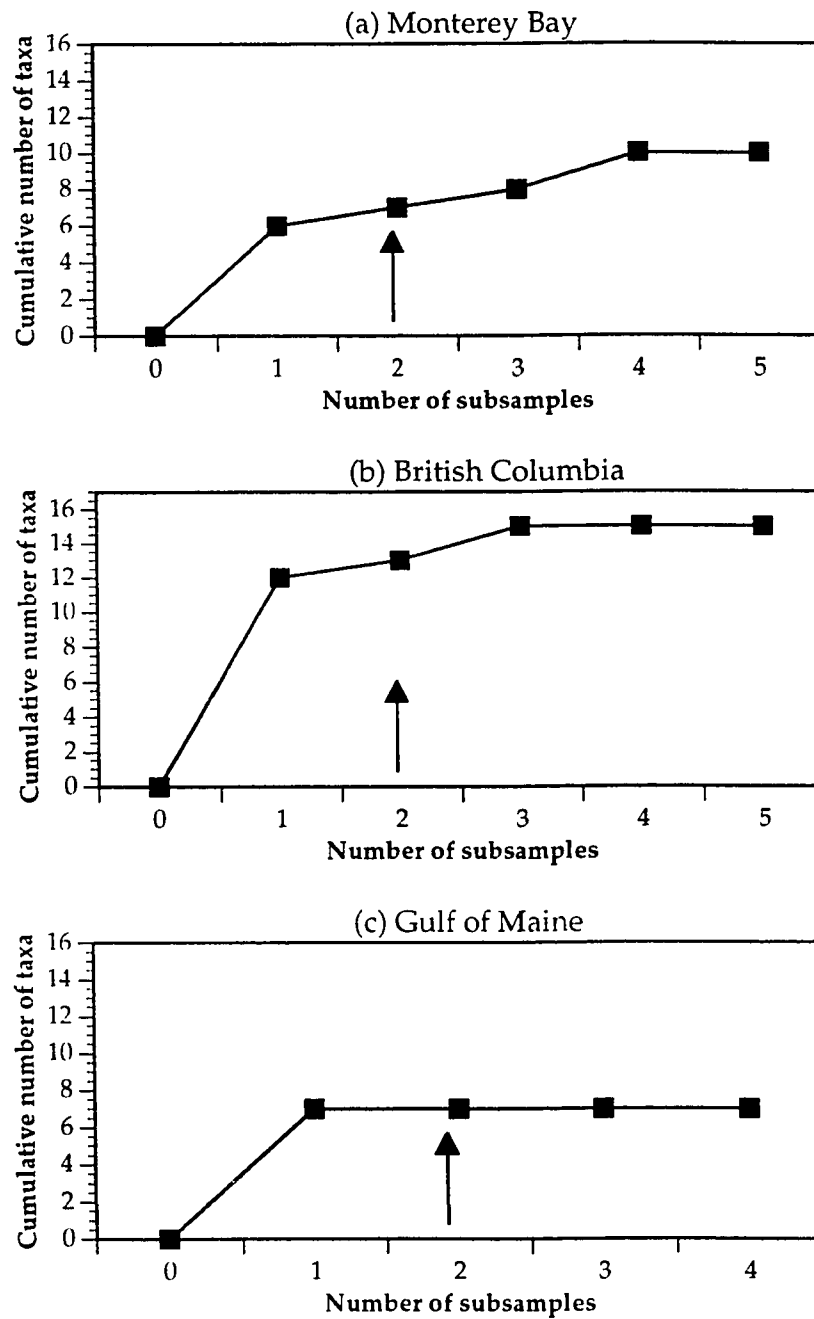 (a) Monterey Bay
Cumulative number of taxa
16
14
12
10
8
6
4
2
0
0 1 2 3 4 5
Number of subsamples
(b) British Columbia
Cumulative number of taxa
16
14
12
10
8
6
4
2
0
0 1 2 3 4 5
Number of subsamples
(c) Gulf of Maine
Cumulative number of taxa
16
14
12
10
8
6
4
2
0
0 1 2 3 4
Number of subsamples